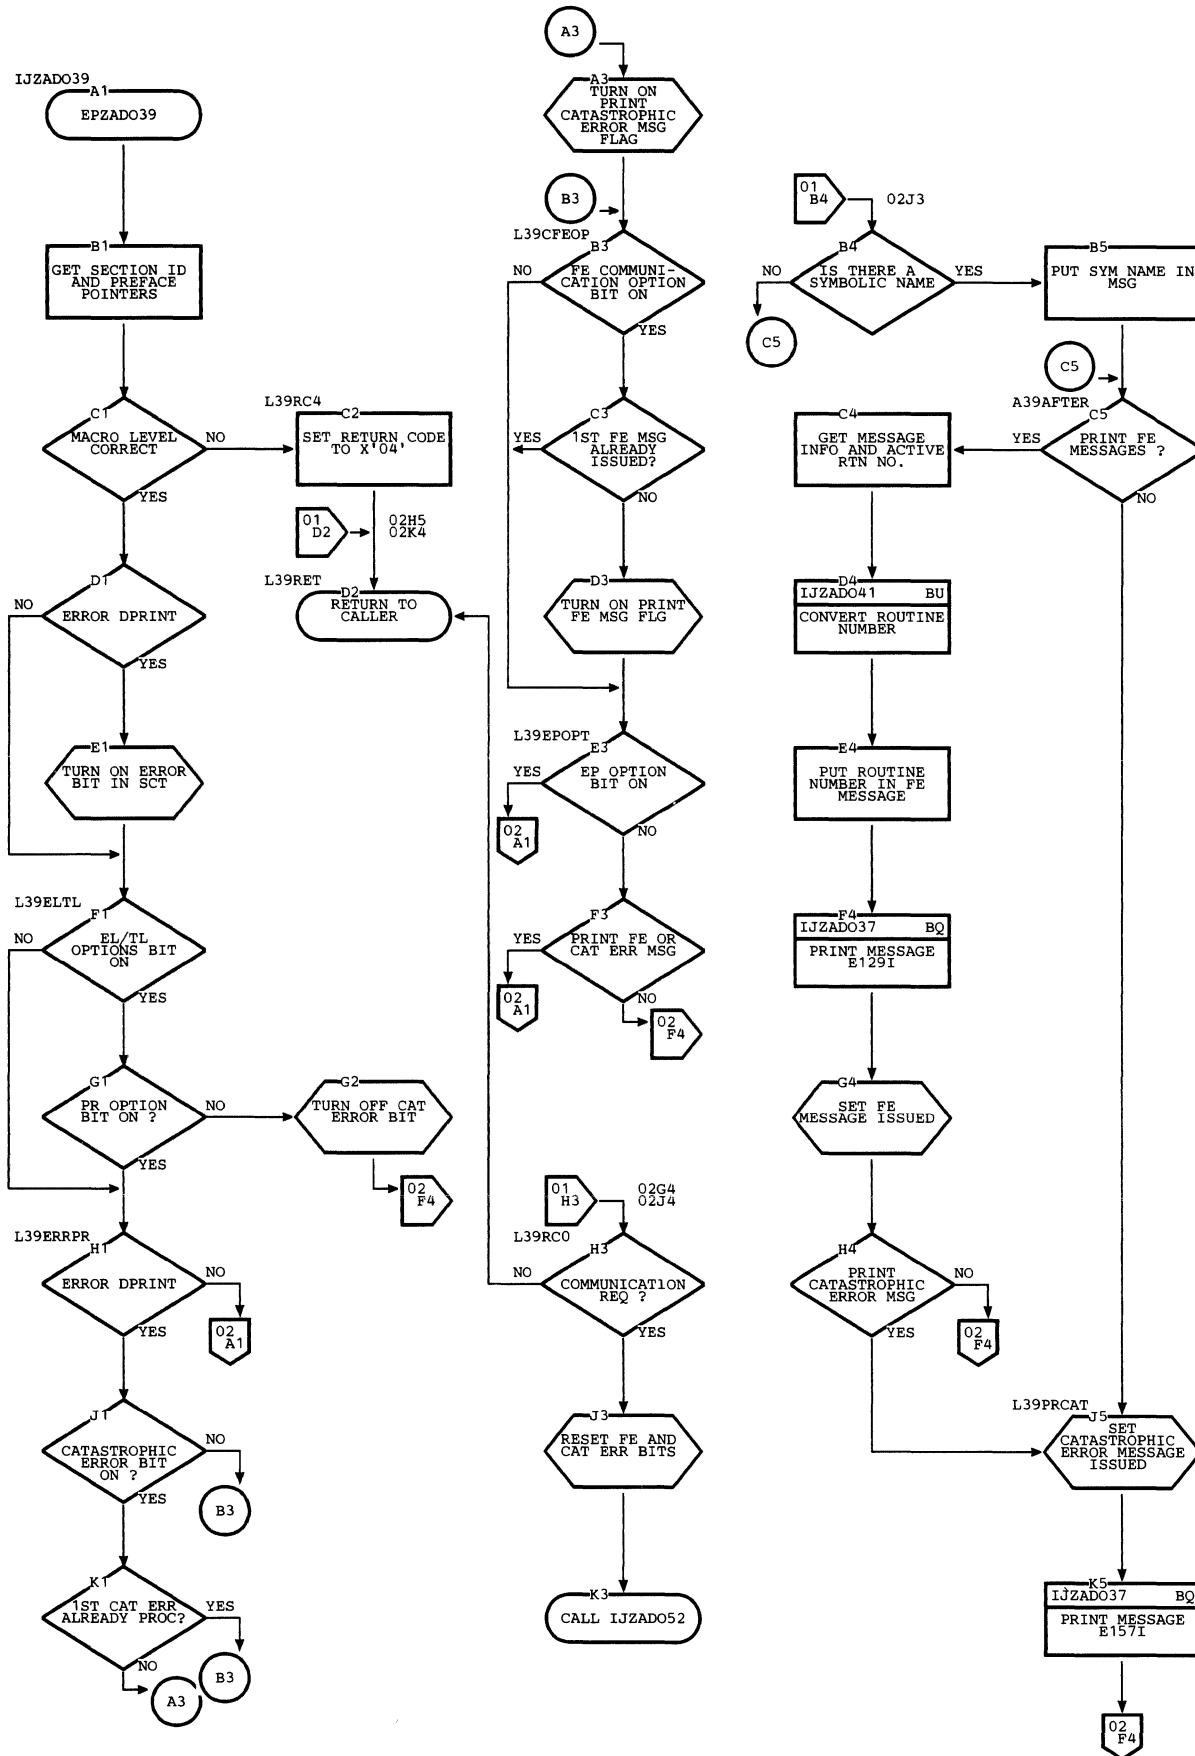 IJZADO39
A1
EPZADO39
B1
GET SECTION ID
AND PREFACE
POINTERS
C1
MACRO LEVEL
CORRECT
NO
YES
L39RC4
C2
SET RETURN CODE
TO X'04'
01
D2
02H5
02K4
L39RET
D2
RETURN TO
CALLER
D1
NO
ERROR DPRINT
YES
E1
TURN ON ERROR
BIT IN SCT
L39ELTL
F1
NO
EL/TL
OPTIONS BIT
ON
YES
G1
PR OPTION
BIT ON ?
NO
YES
G2
TURN OFF CAT
ERROR BIT
02
F4
L39ERRPR
H1
ERROR DPRINT
NO
YES
02
A1
J1
CATASTROPHIC
ERROR BIT
ON ?
NO
YES
B3
K1
1ST CAT ERR
ALREADY PROC?
YES
NO
A3
B3
A3
A3
TURN ON
PRINT
CATASTROPHIC
ERROR MSG
FLAG
B3
L39CFEOP
B3
NO
FE COMMUNI-
CATION OPTION
BIT ON
YES
C3
YES
1ST FE MSG
ALREADY
ISSUED?
NO
D3
TURN ON PRINT
FE MSG FLG
L39EPOPT
E3
YES
EP OPTION
BIT ON
NO
02
A1
F3
YES
PRINT FE OR
CAT ERR MSG
NO
02
A1
02
F4
01
H3
02G4
02J4
L39RC0
H3
NO
COMMUNICATION
REQ ?
YES
J3
RESET FE AND
CAT ERR BITS
K3
CALL IJZADO52
01
B4
02J3
B4
NO
IS THERE A
SYMBOLIC NAME
YES
C5
B5
PUT SYM NAME IN
MSG
C5
A39AFTER
C5
YES
PRINT FE
MESSAGES ?
NO
C4
GET MESSAGE
INFO AND ACTIVE
RTN NO.
D4
IJZADO41 BU
CONVERT ROUTINE
NUMBER
E4
PUT ROUTINE
NUMBER IN FE
MESSAGE
F4
IJZADO37 BQ
PRINT MESSAGE
E129I
G4
SET FE
MESSAGE ISSUED
H4
PRINT
CATASTROPHIC
ERROR MSG
NO
YES
02
F4
L39PRCAT
J5
SET
CATASTROPHIC
ERROR MESSAGE
ISSUED
K5
IJZADO37 BQ
PRINT MESSAGE
E157I
02
F4